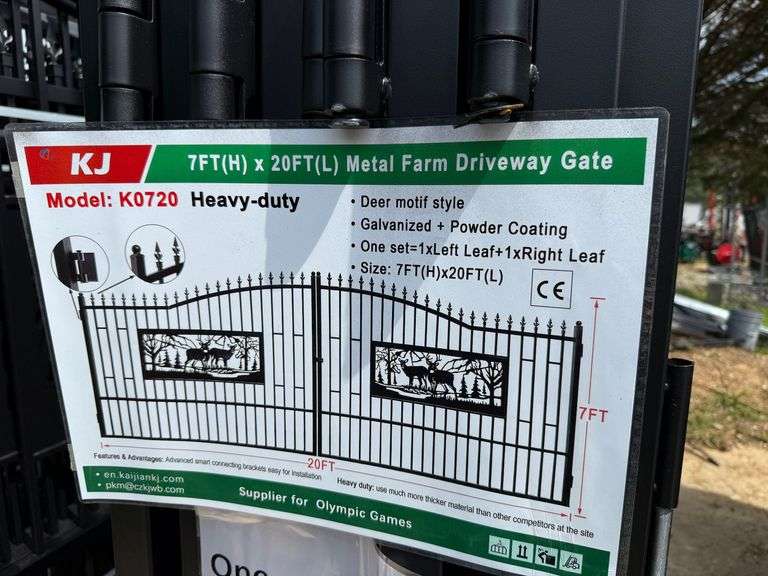 KJ
7FT(H) x 20FT(L) Metal Farm Driveway Gate
Model: K0720 Heavy-duty
• Deer motif style
• Galvanized + Powder Coating
• One set=1xLeft Leaf+1xRight Leaf
• Size: 7FT(H)x20FT(L)
CE
7FT
20FT
Features & Advantages: Advanced smart connecting brackets easy for installation
Heavy duty: use much more thicker material than other competitors at the site
• en.kaijiankj.com
• pkm@czkjwb.com
Supplier for Olympic Games
One